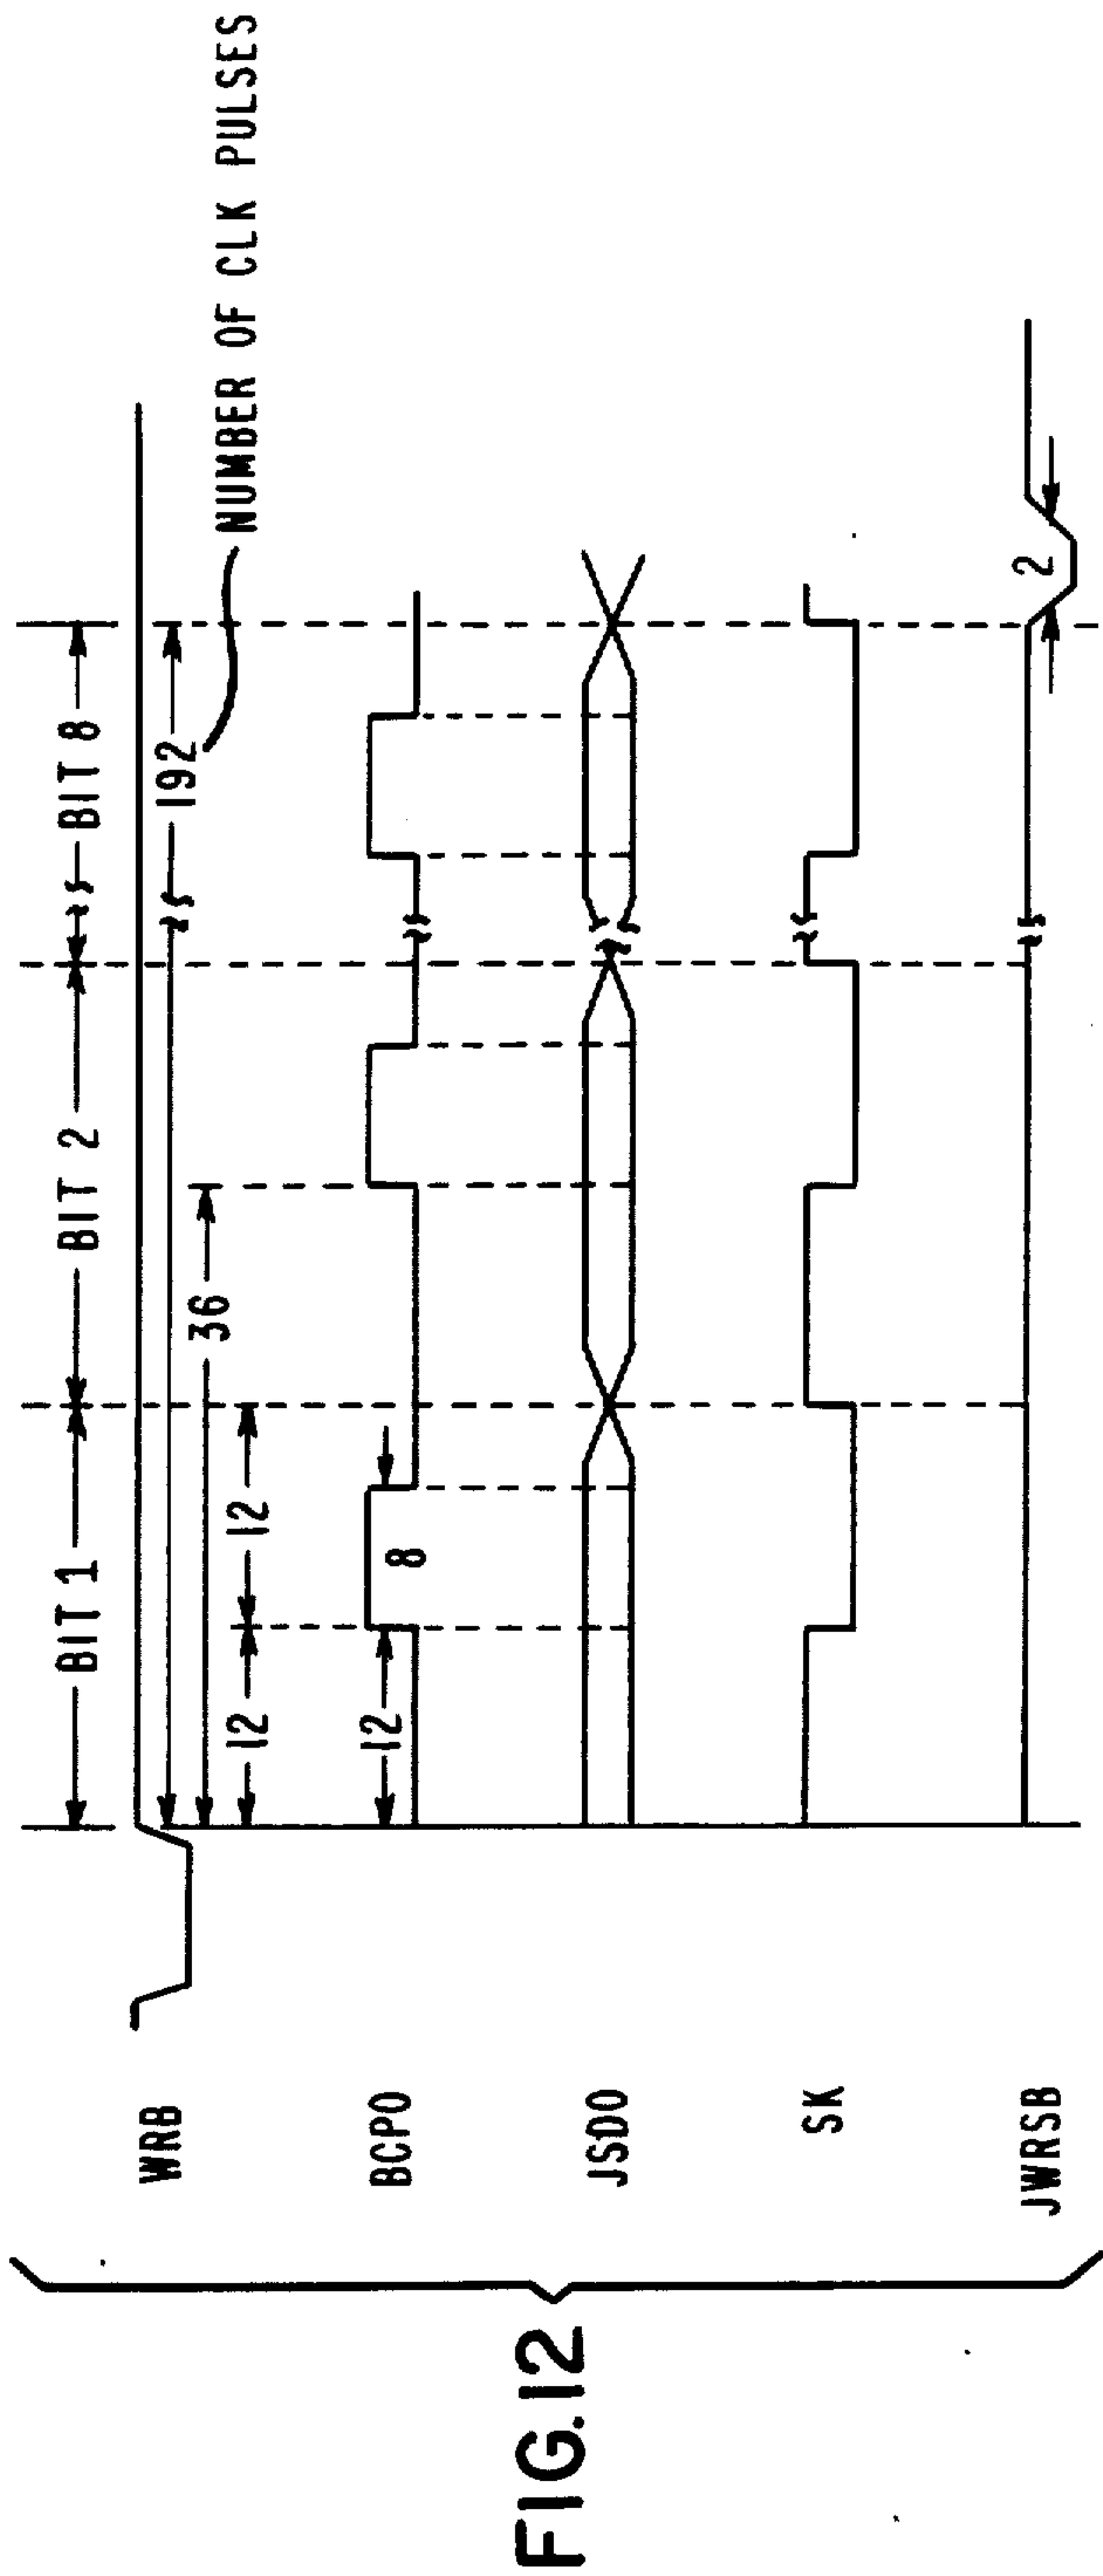 FIG.12
BIT 1
BIT 2
BIT 8
WRB
192
NUMBER OF CLK PULSES
36
12
12
BCPO
12
8
JSDO
SK
JWRSB
2